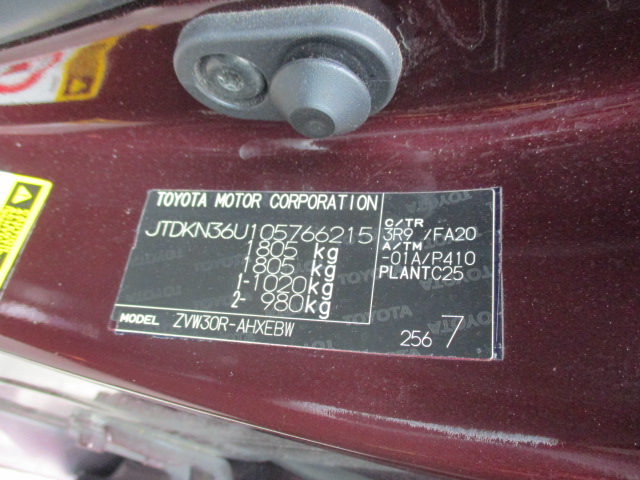 TOYOTA MOTOR CORPORATION
JTDKN36U105766215
1805 kg
1805 kg
1-1020kg
2- 980kg
C/TR
3R9 /FA20
A/TM
-01A/P410
PLANTC25
MODEL ZVW30R-AHXEBW
256 7